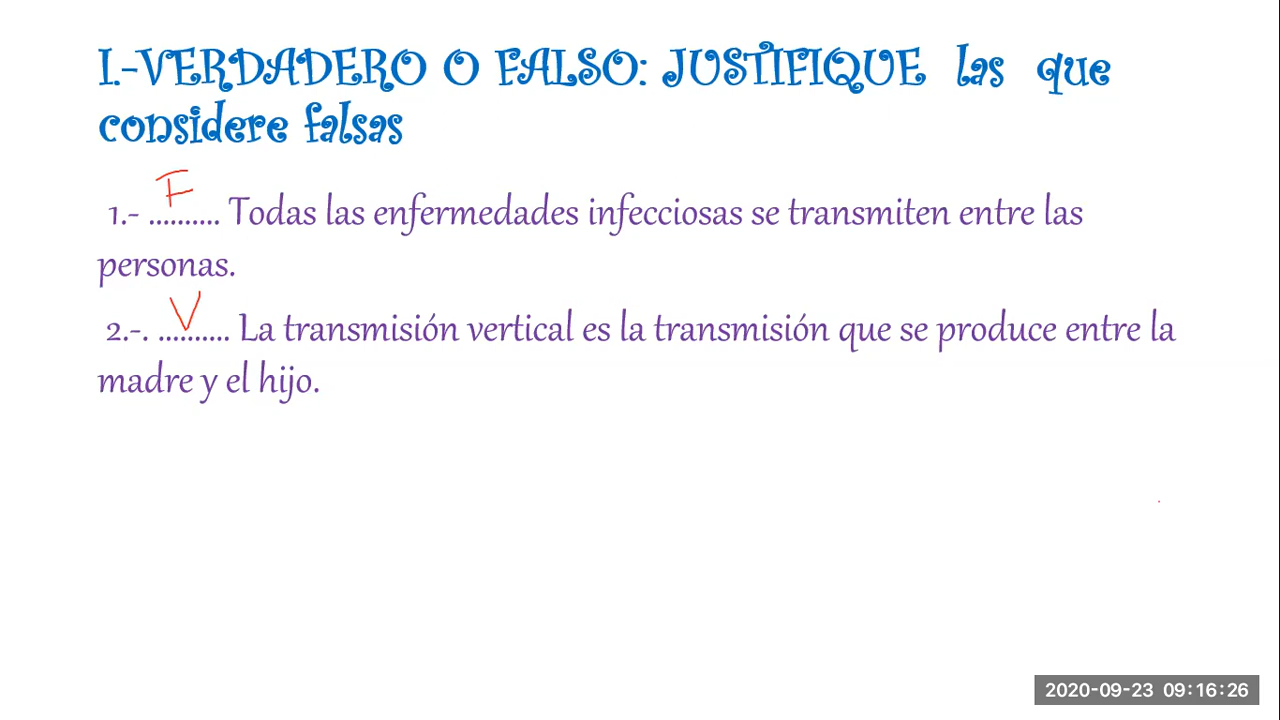 I.-VERDADERO O FALSO: JUSTIFIQUE las que
considere falsas
F
1.- .......... Todas las enfermedades infecciosas se transmiten entre las
personas.
V
2.-. .......... La transmisión vertical es la transmisión que se produce entre la
madre y el hijo.
2020-09-23 09:16:26